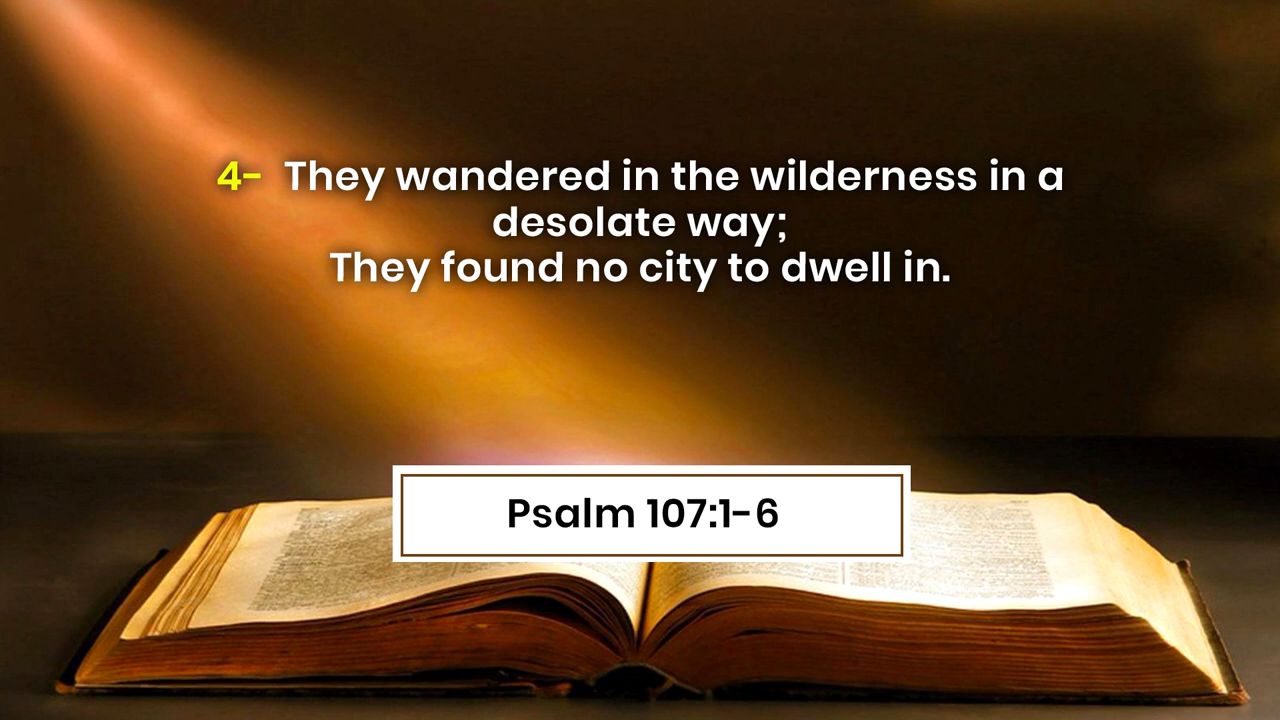 4- They wandered in the wilderness in a
desolate way;
They found no city to dwell in.
Psalm 107:1-6